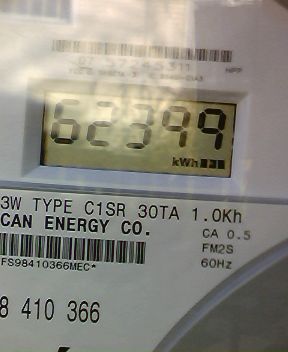 62399
kWh
3W TYPE C1SR 30TA 1.0Kh
CAN ENERGY CO.
CA 0.5
FM2S
60Hz
FS98410366MEC*
8 410 366